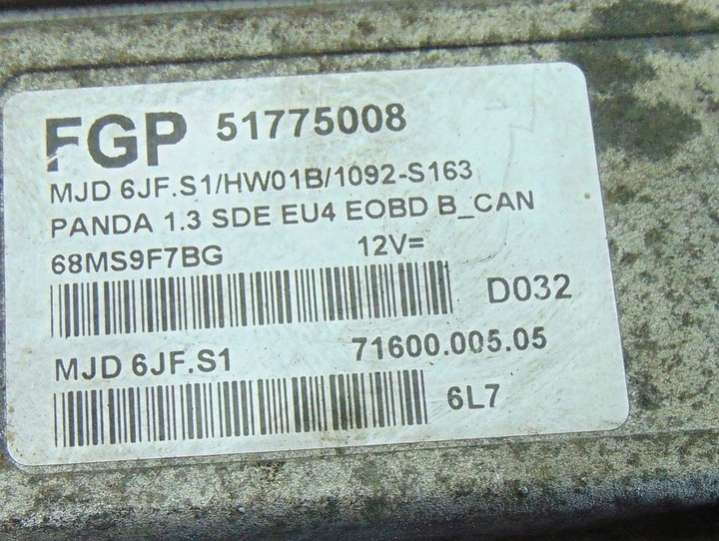 FGP 51775008
MJD 6JF.S1/HW01B/1092-S163
PANDA 1.3 SDE EU4 EOBD B_CAN
68MS9F7BG 12V=
D032
MJD 6JF.S1 71600.005.05
6L7